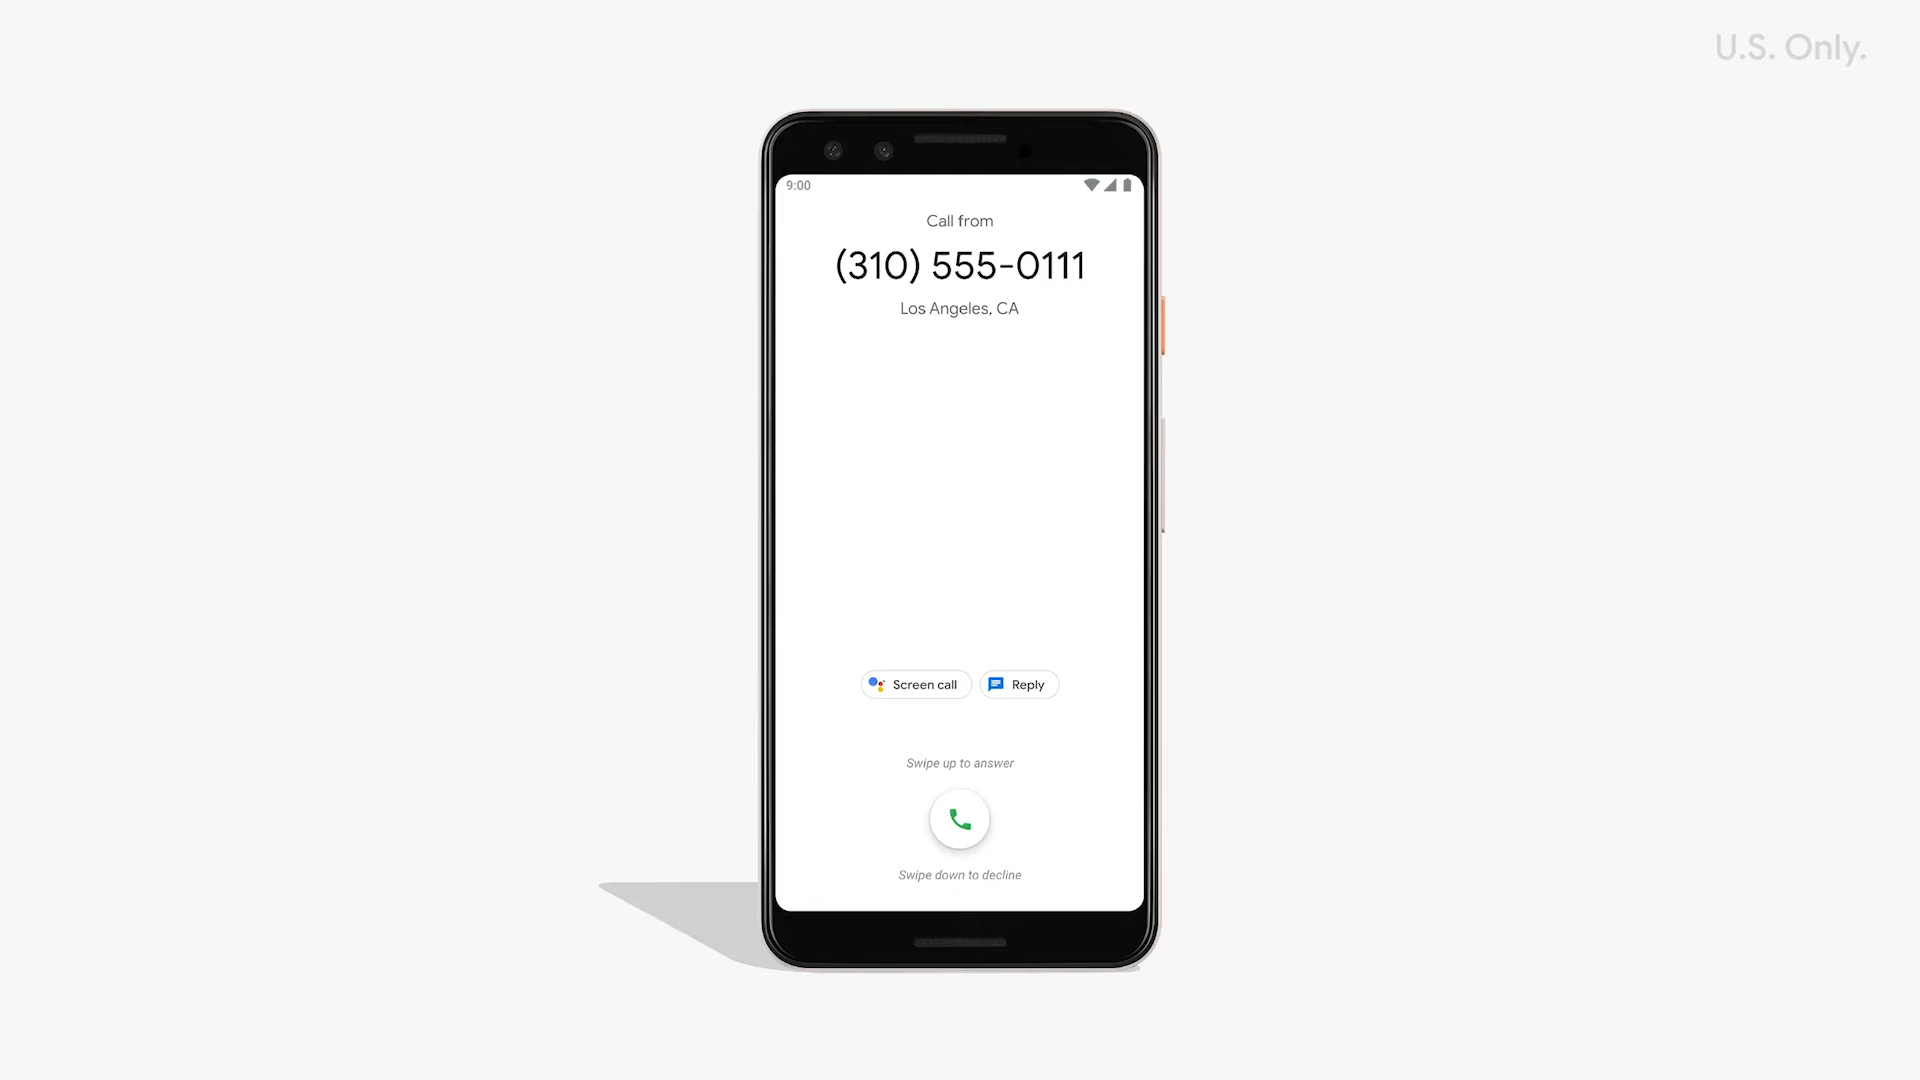 U.S. Only.
9:00
Call from
(310) 555-0111
Los Angeles, CA
Screen call
Reply
Swipe up to answer
Swipe down to decline